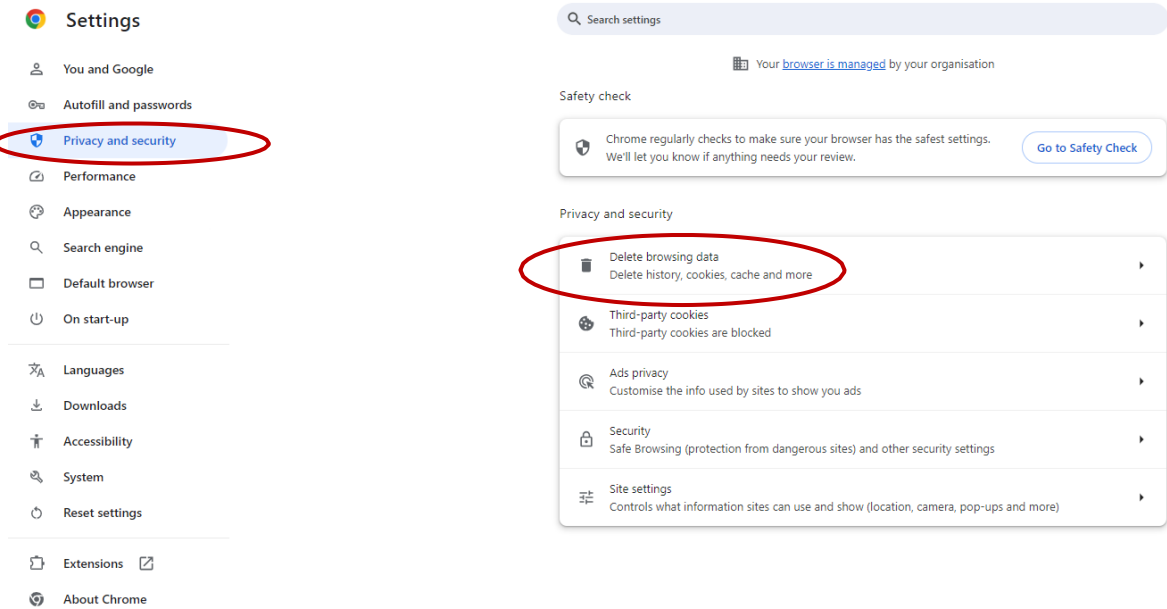 Settings
You and Google
Autofill and passwords
Privacy and security
Performance
Appearance
Search engine
Default browser
On start-up
Languages
Downloads
Accessibility
System
Reset settings
Extensions
About Chrome
Search settings
Your browser is managed by your organisation
Safety check
Chrome regularly checks to make sure your browser has the safest settings.
We'll let you know if anything needs your review.
Go to Safety Check
Privacy and security
Delete browsing data
Delete history, cookies, cache and more
Third-party cookies
Third-party cookies are blocked
Ads privacy
Customise the info used by sites to show you ads
Security
Safe Browsing (protection from dangerous sites) and other security settings
Site settings
Controls what information sites can use and show (location, camera, pop-ups and more)